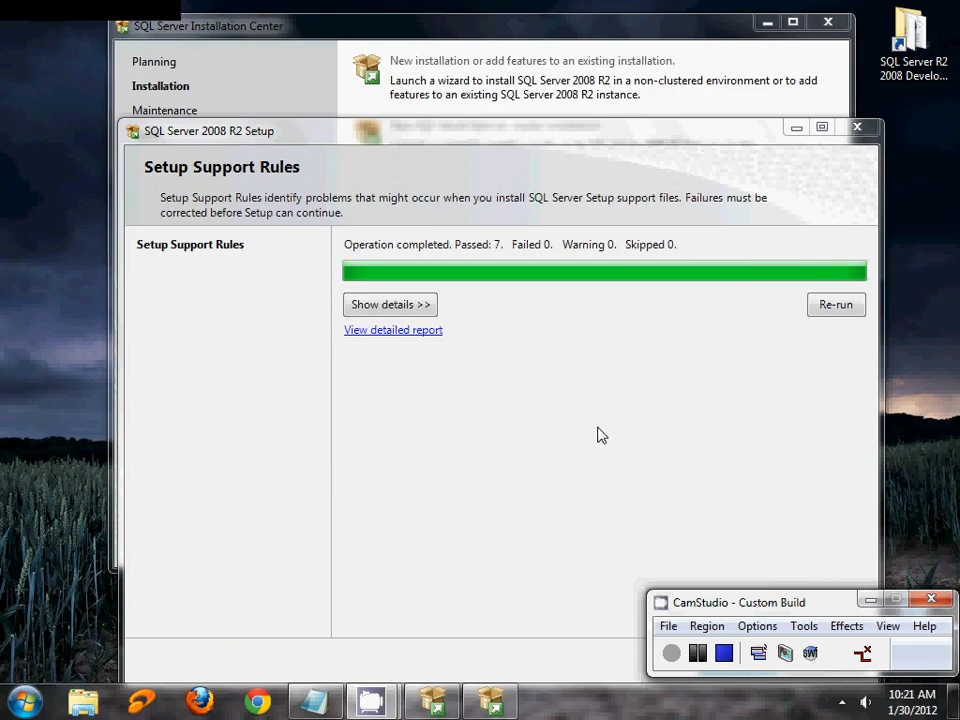 SQL Server Installation Center
Planning
Installation
Maintenance
New installation or add features to an existing installation.
Launch a wizard to install SQL Server 2008 R2 in a non-clustered environment or to add
features to an existing SQL Server 2008 R2 instance.
SQL Server R2
2008 Develo...
SQL Server 2008 R2 Setup
Setup Support Rules
Setup Support Rules identify problems that might occur when you install SQL Server Setup support files. Failures must be
corrected before Setup can continue.
Setup Support Rules
Operation completed. Passed: 7. Failed 0. Warning 0. Skipped 0.
Show details >>
Re-run
View detailed report
CamStudio - Custom Build
File Region Options Tools Effects View Help
SWF
10:21 AM
1/30/2012